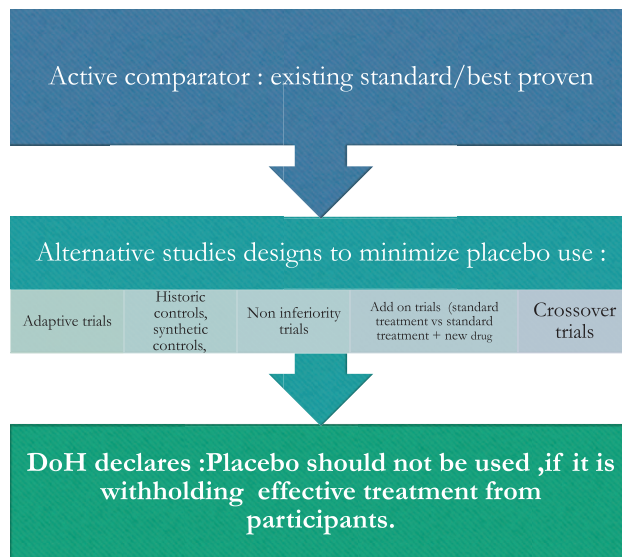 Active comparator : existing standard/best proven
Alternative studies designs to minimize placebo use :
Adaptive trials
Historic
controls,
synthetic
controls,
Non inferiority
trials
Add on trials (standard
treatment vs standard
treatment + new drug
Crossover
trials
DoH declares :Placebo should not be used ,if it is
withholding effective treatment from
participants.